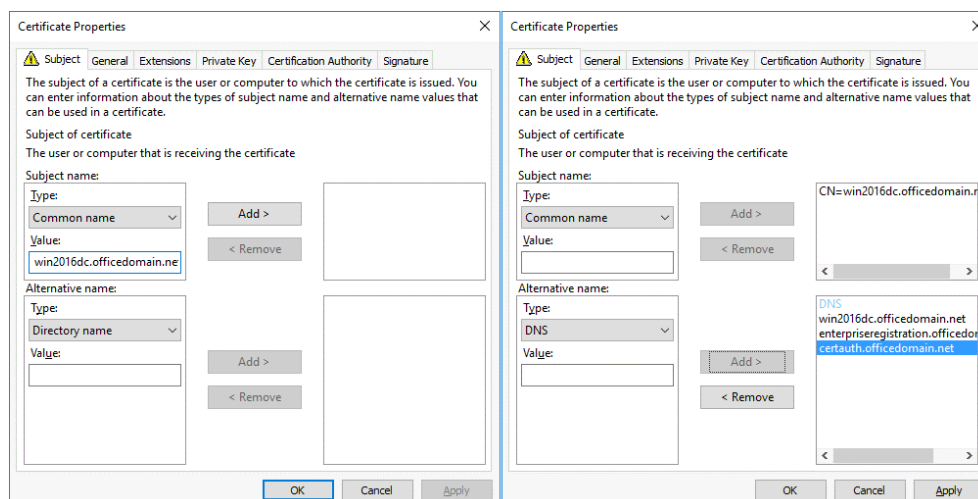 Certificate Properties
Subject General Extensions Private Key Certification Authority Signature
The subject of a certificate is the user or computer to which the certificate is issued. You
can enter information about the types of subject name and alternative name values that
can be used in a certificate.
Subject of certificate
The user or computer that is receiving the certificate
Subject name:
Type:
Common name
Value:
win2016dc.officedomain.ne
Add >
< Remove
Alternative name:
Type:
Directory name
Value:
Add >
< Remove
OK Cancel Apply
Certificate Properties
Subject General Extensions Private Key Certification Authority Signature
The subject of a certificate is the user or computer to which the certificate is issued. You
can enter information about the types of subject name and alternative name values that
can be used in a certificate.
Subject of certificate
The user or computer that is receiving the certificate
Subject name:
Type:
Common name
Value:
Add >
< Remove
CN=win2016dc.officedomain.n
Alternative name:
Type:
DNS
Value:
Add >
< Remove
DNS
win2016dc.officedomain.net
enterpriseregistration.officedor
certauth.officedomain.net
OK Cancel Apply